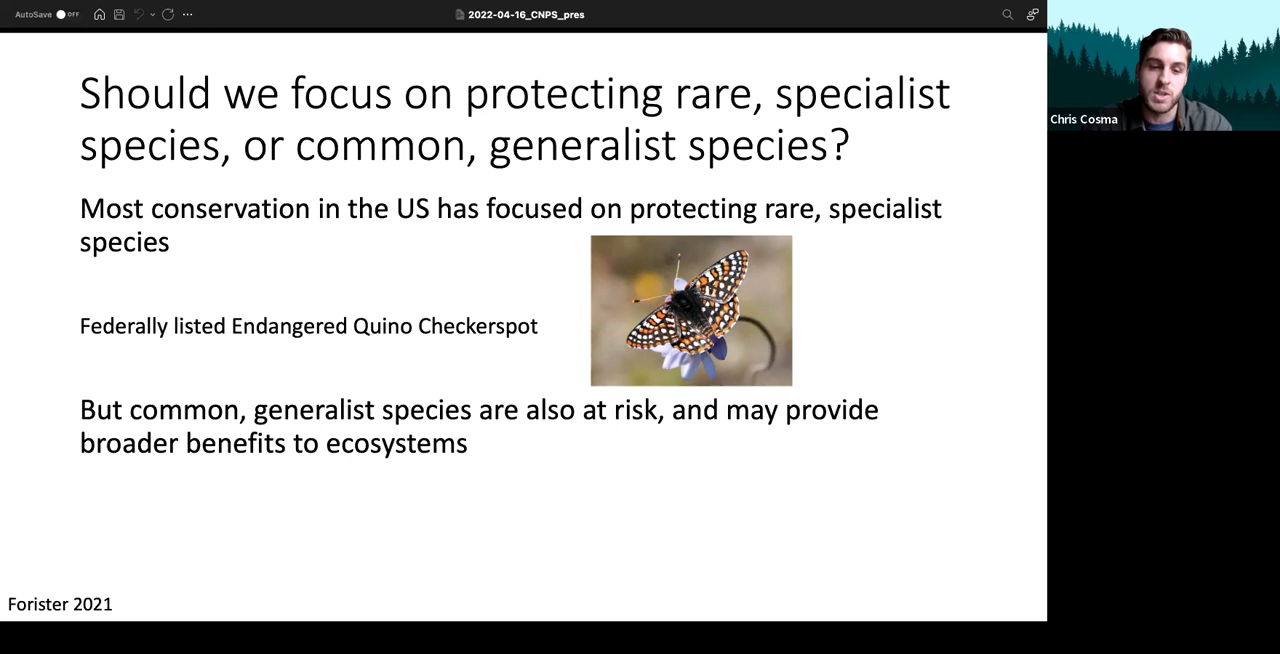 AutoSave OFF
2022-04-16_CNPS_pres
Chris Cosma
Should we focus on protecting rare, specialist
species, or common, generalist species?
Most conservation in the US has focused on protecting rare, specialist
species
Federally listed Endangered Quino Checkerspot
But common, generalist species are also at risk, and may provide
broader benefits to ecosystems
Forister 2021